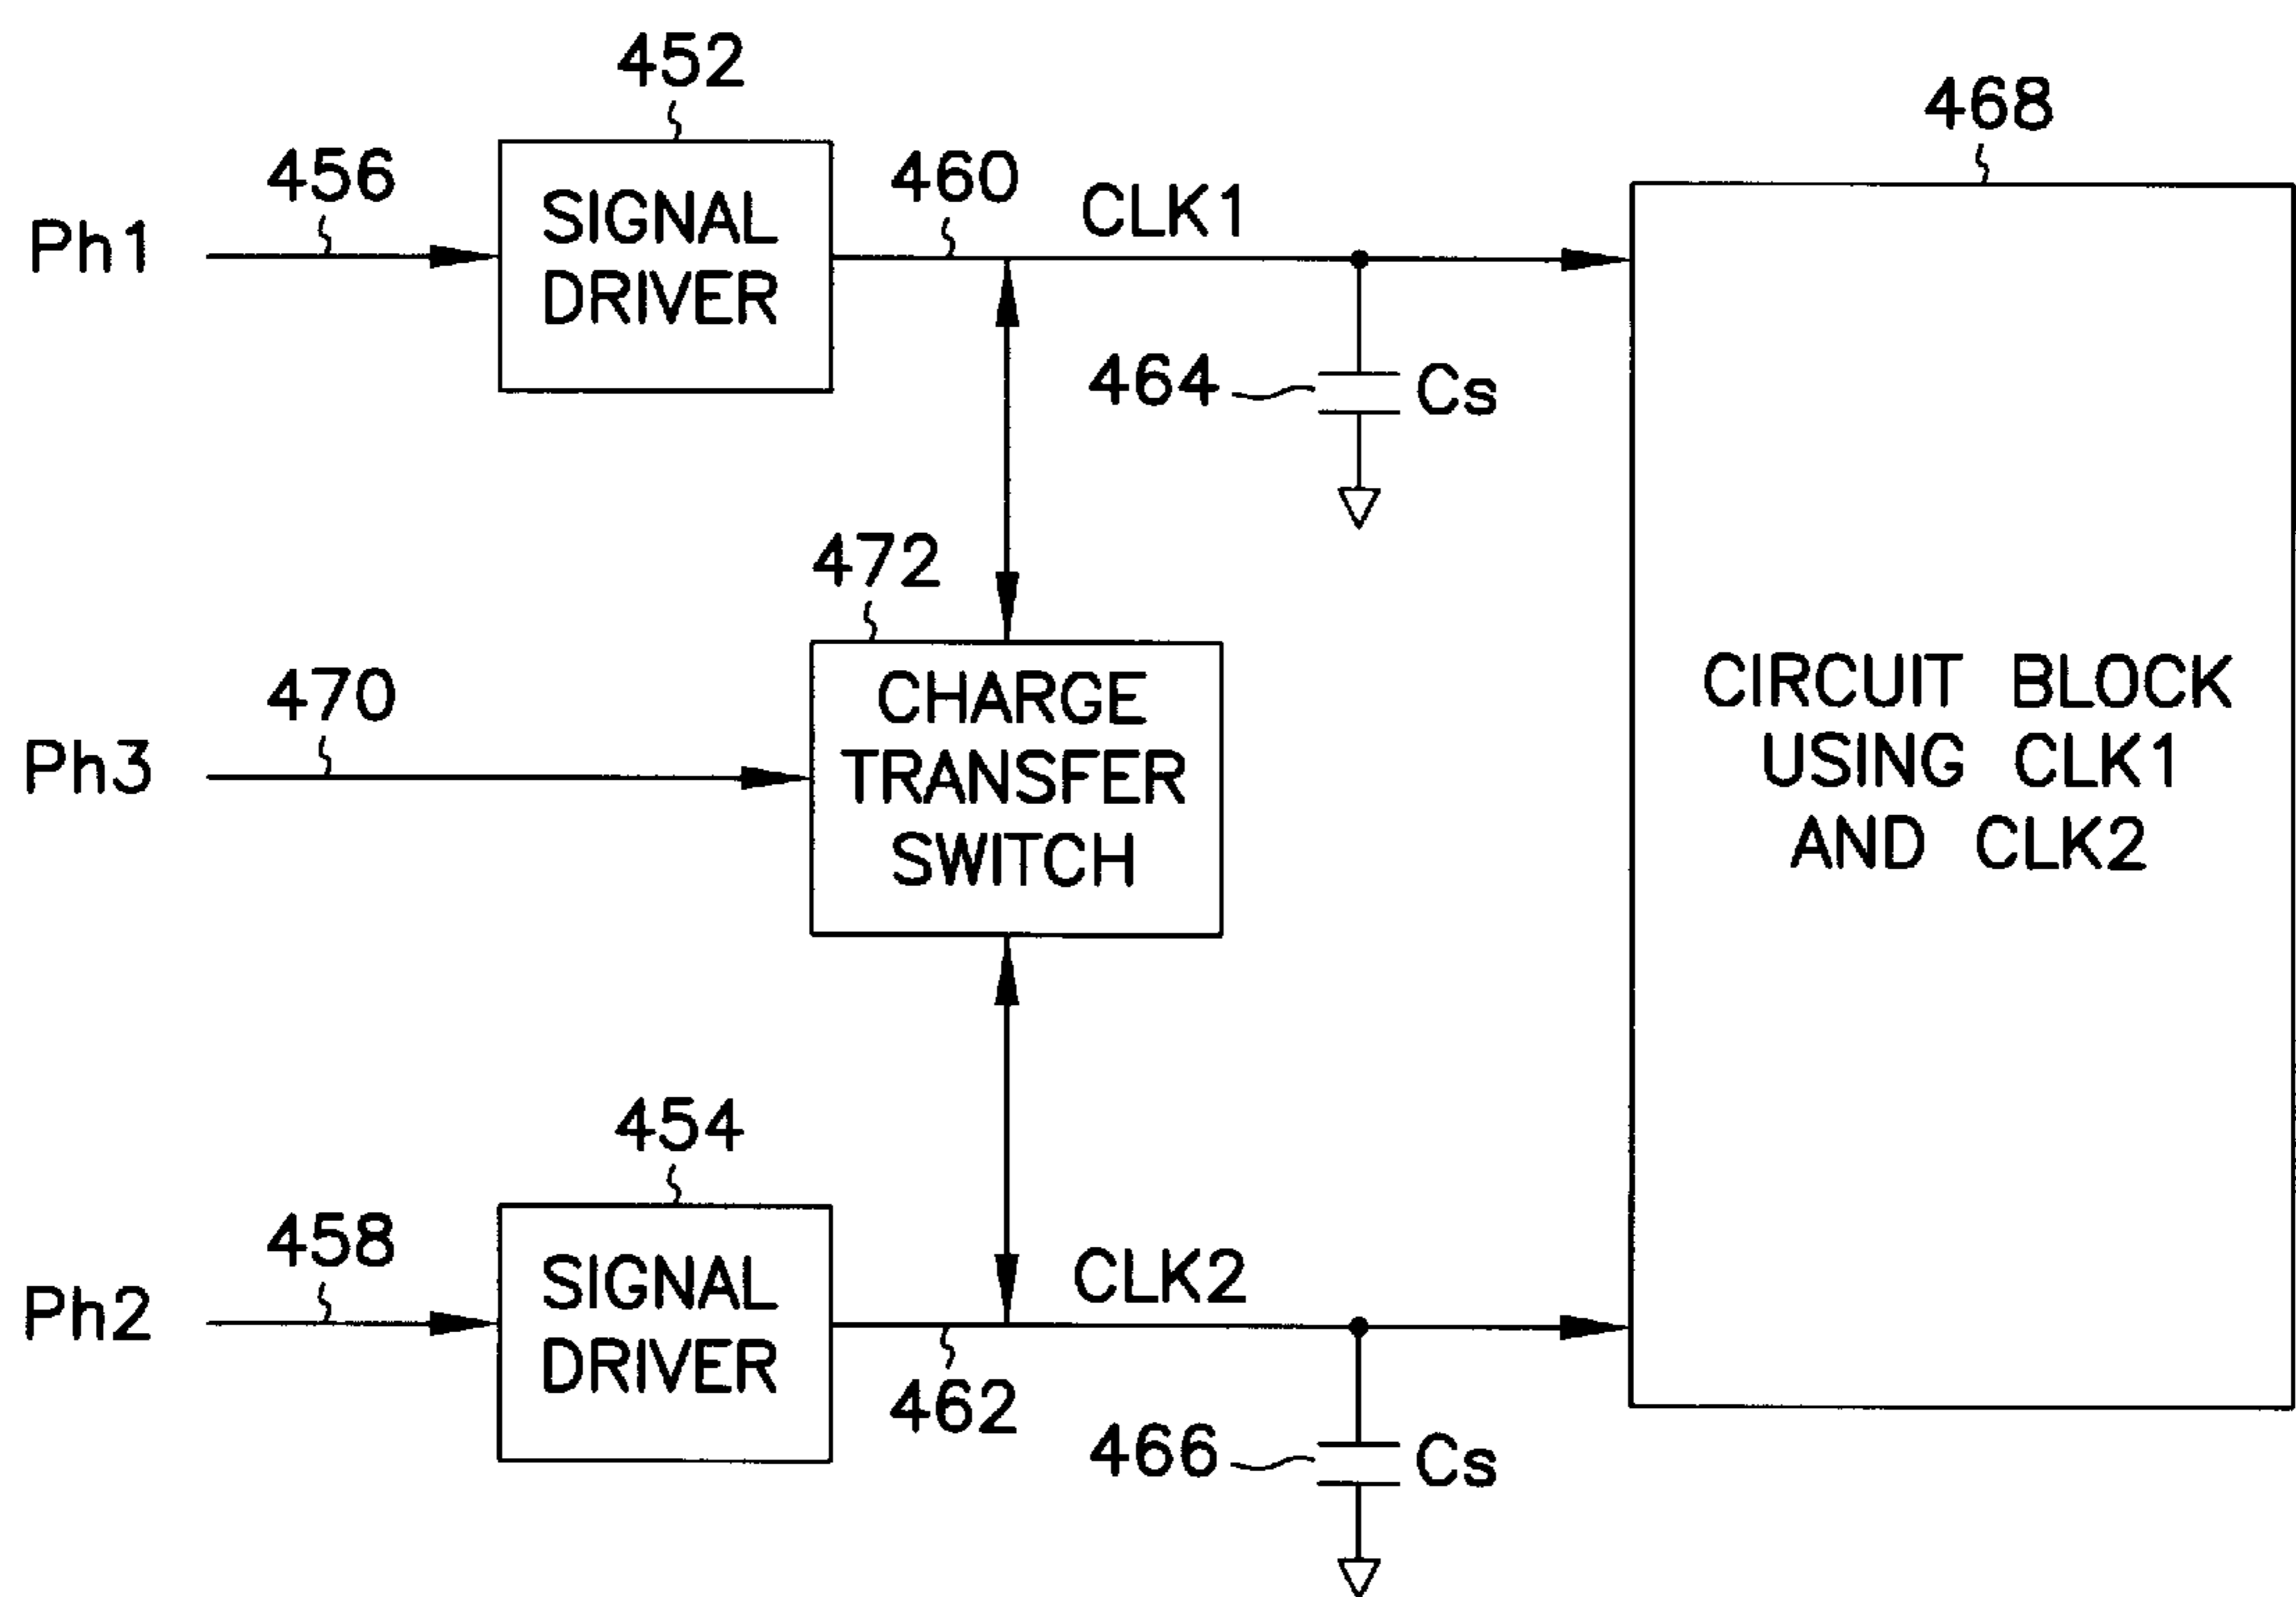 452
468
456
460
CLK1
Ph1
SIGNAL
DRIVER
464
Cs
472
470
Ph3
CHARGE
TRANSFER
SWITCH
CIRCUIT BLOCK
USING CLK1
AND CLK2
454
458
CLK2
Ph2
SIGNAL
DRIVER
462
466
Cs